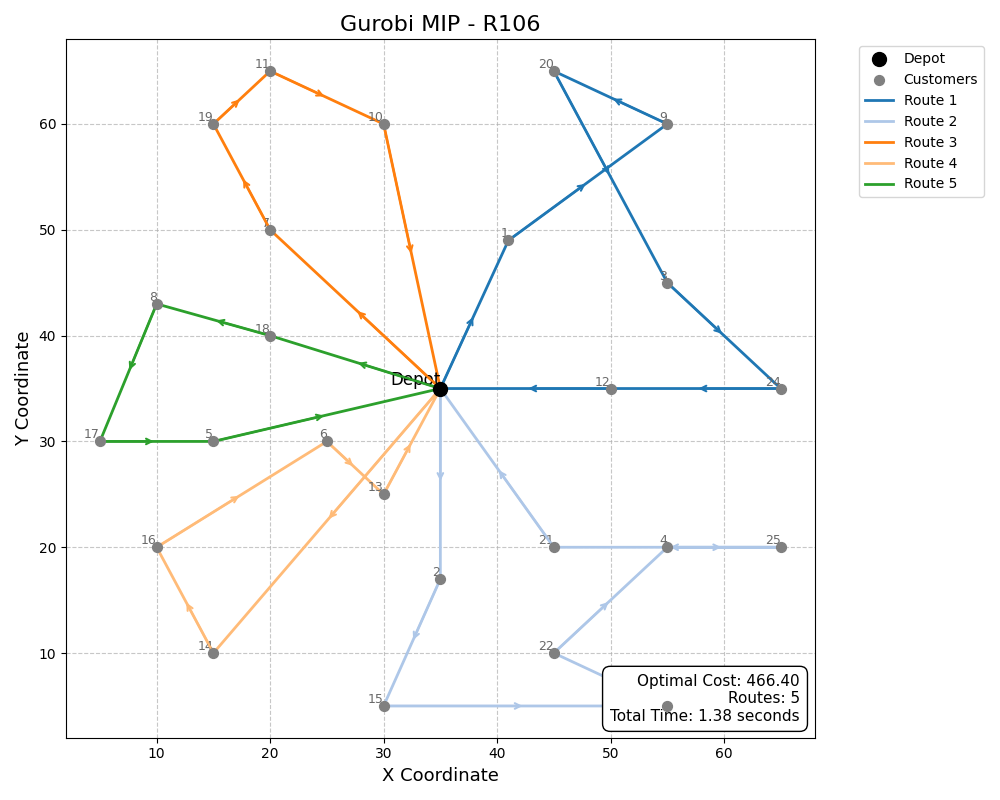 Gurobi MIP - R106
Depot
Customers
Route 1
Route 2
Route 3
Route 4
Route 5
20
11
19
10
9
1
7
3
8
18
Depot
12
24
17
5
6
13
16
21
4
25
2
14
22
15
Optimal Cost: 466.40
Routes: 5
Total Time: 1.38 seconds
60
50
40
30
20
10
Y Coordinate
10
20
30
40
50
60
X Coordinate